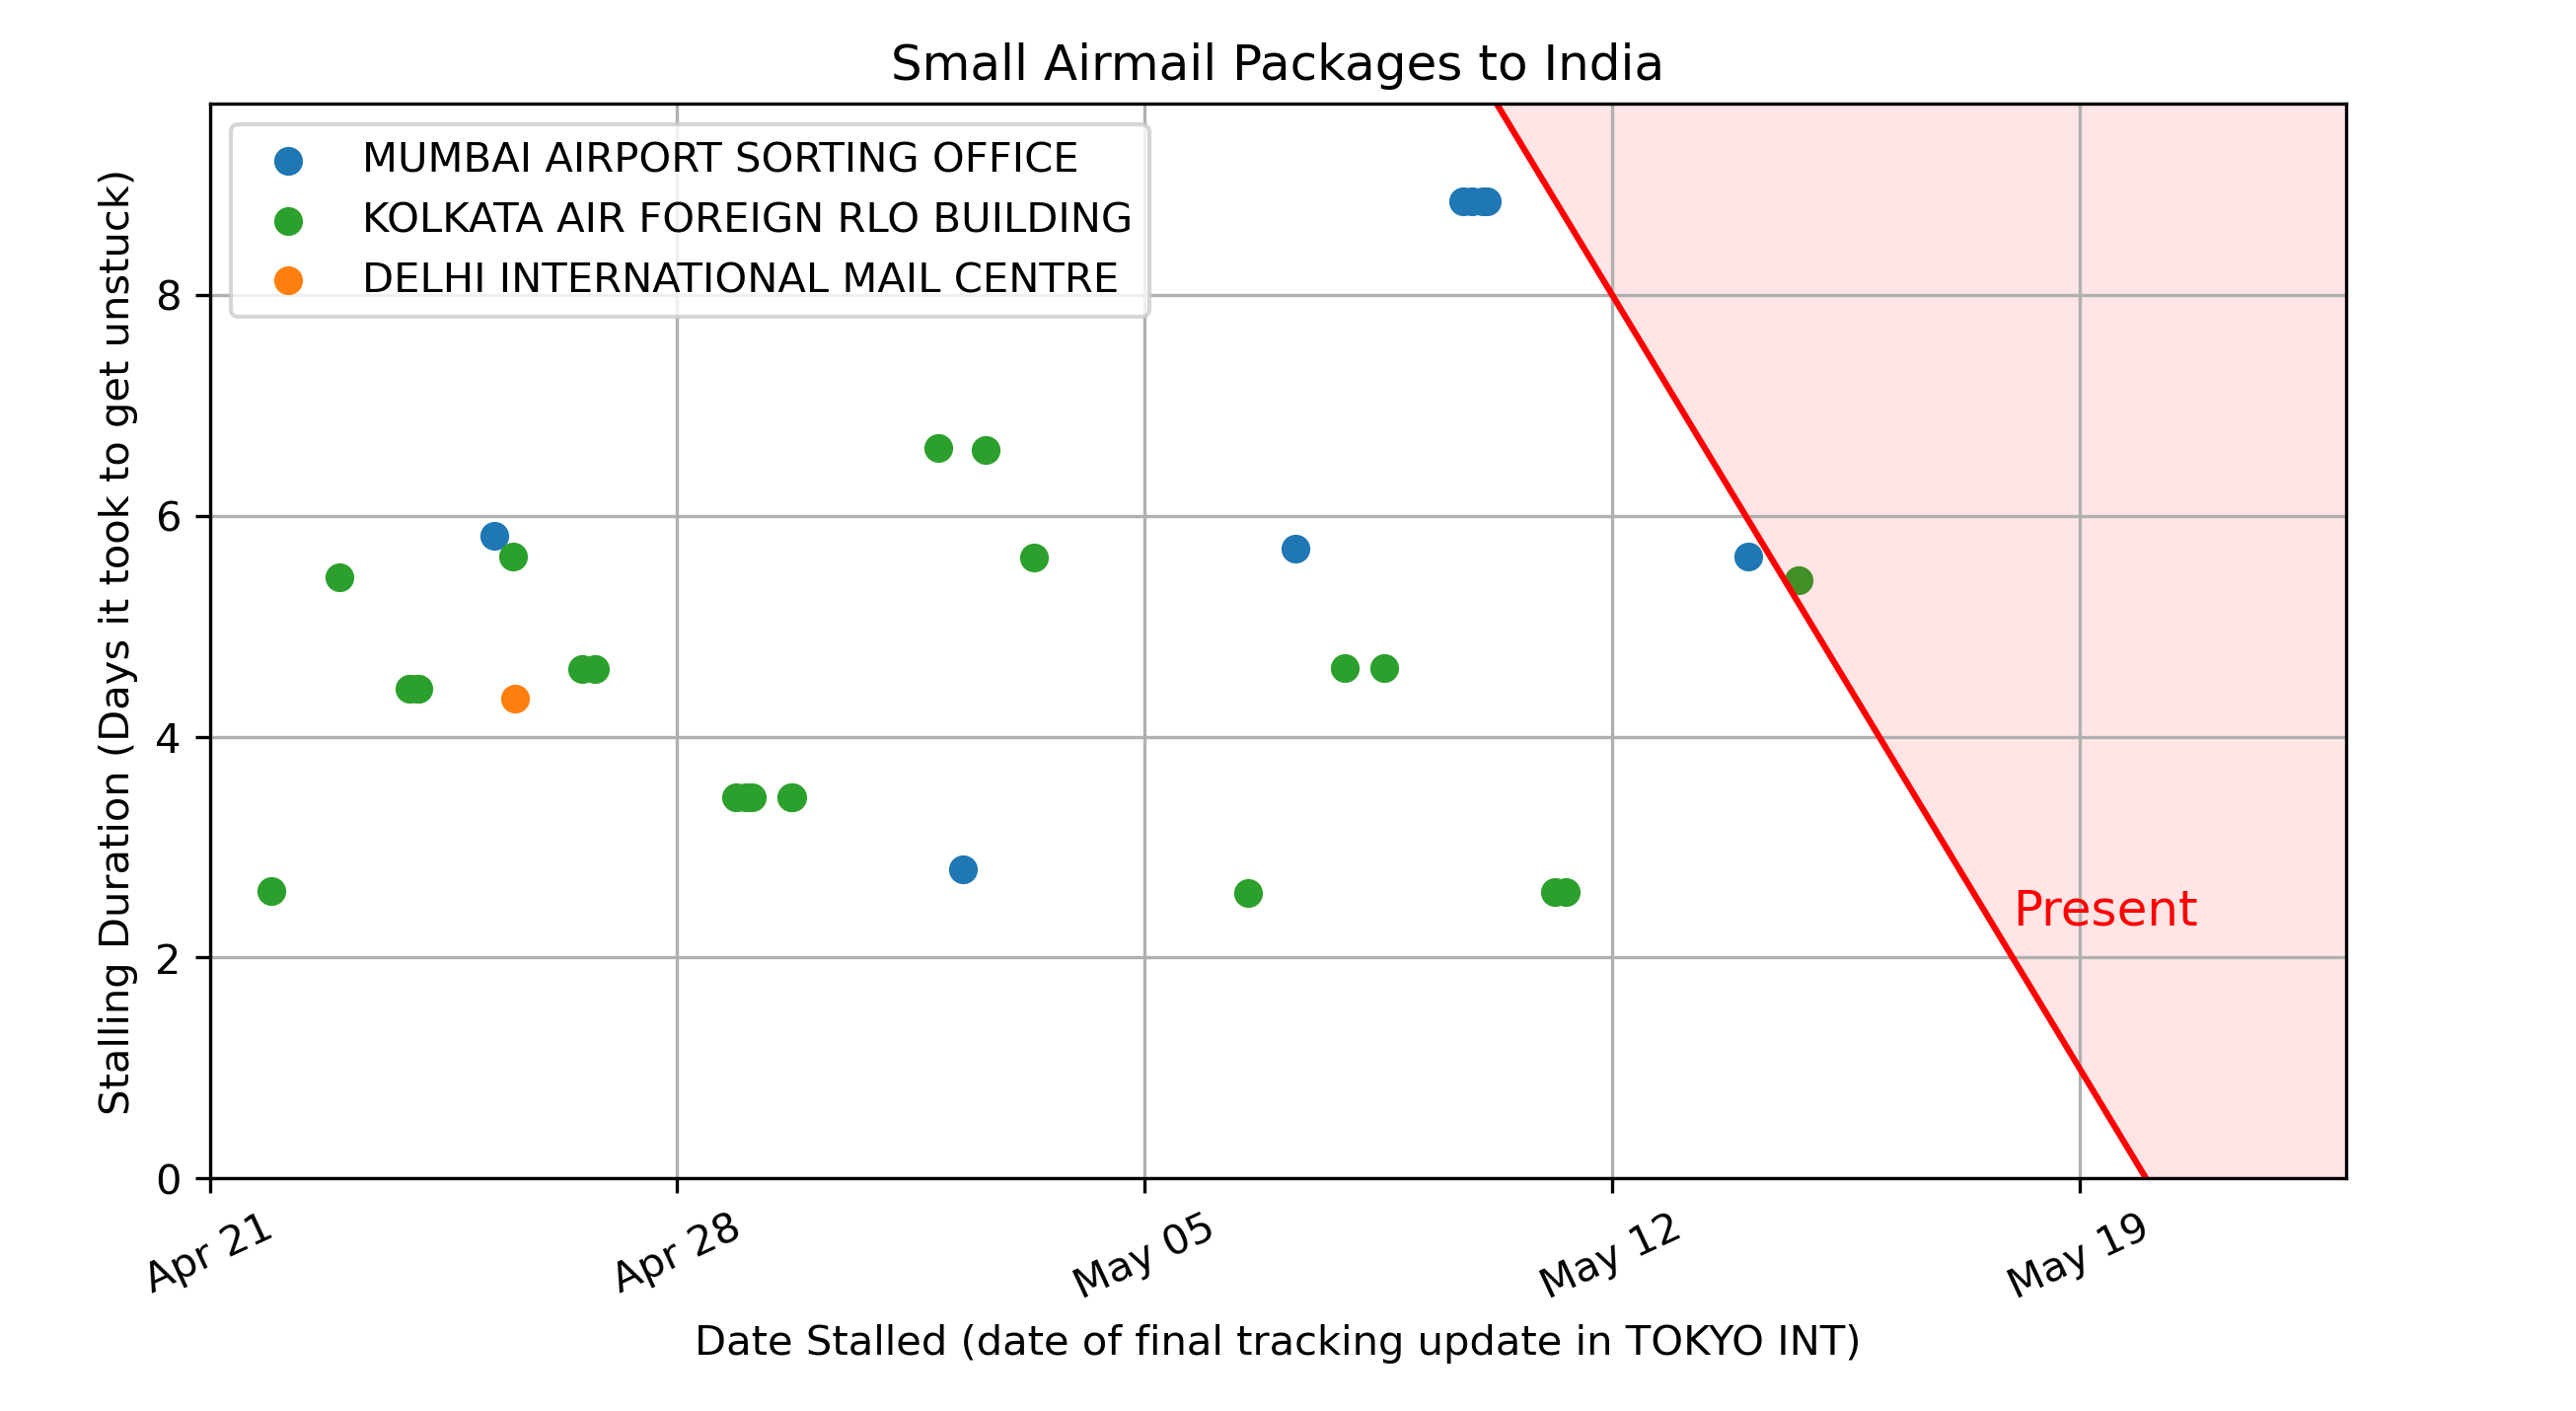 Small Airmail Packages to India
MUMBAI AIRPORT SORTING OFFICE
KOLKATA AIR FOREIGN RLO BUILDING
DELHI INTERNATIONAL MAIL CENTRE
Stalling Duration (Days it took to get unstuck)
8
6
4
2
0
Present
Apr 21
Apr 28
May 05
May 12
May 19
Date Stalled (date of final tracking update in TOKYO INT)